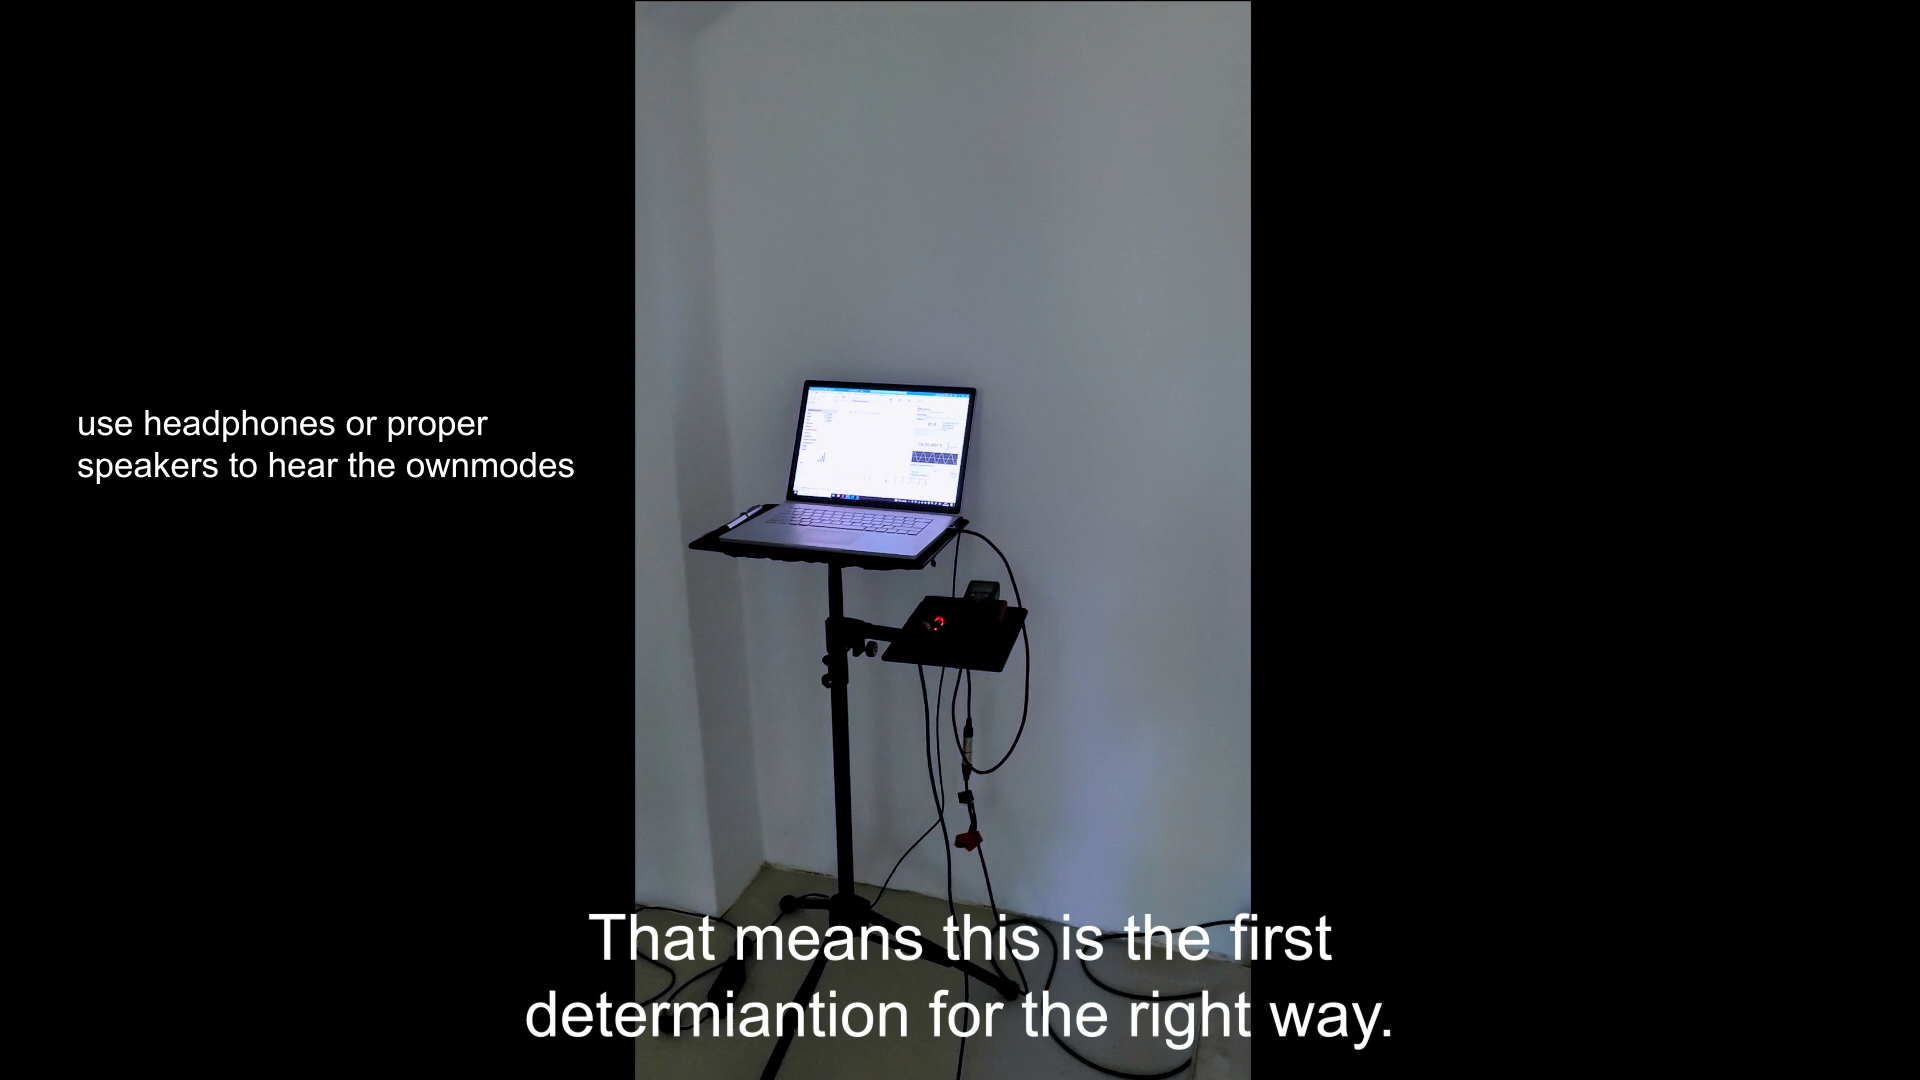 use headphones or proper
speakers to hear the ownmodes
That means this is the first
determiantion for the right way.